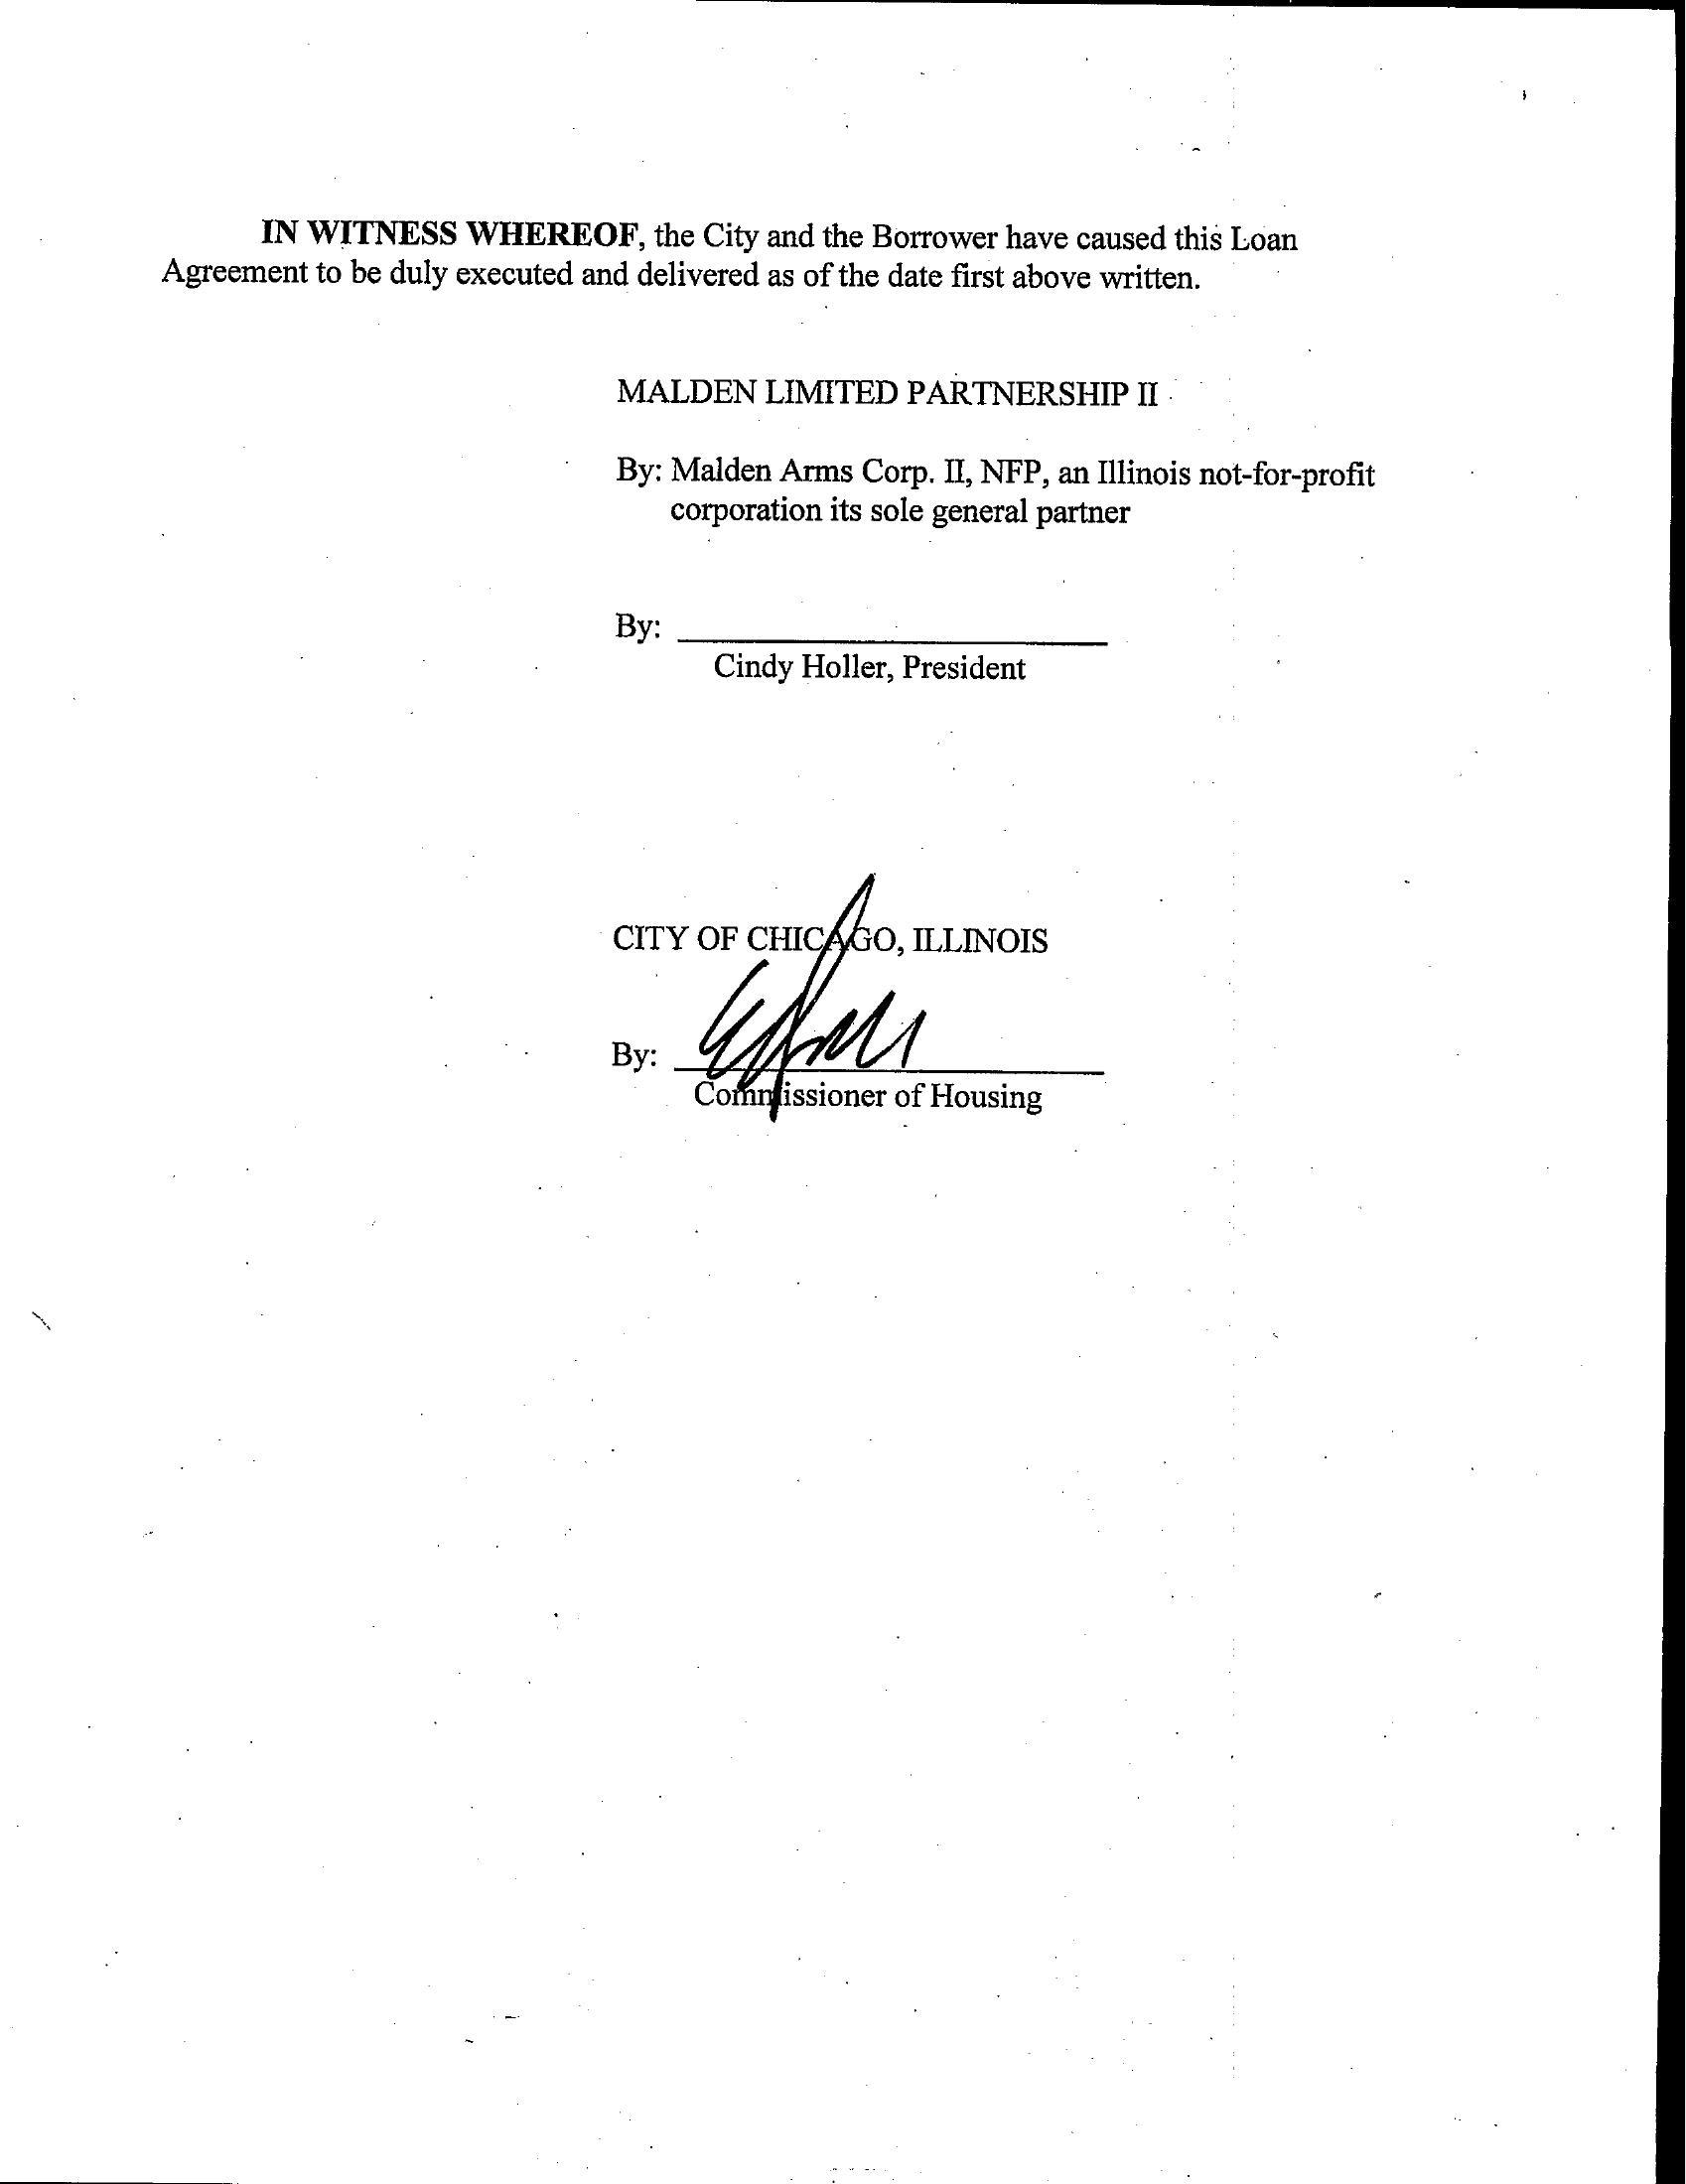 IN WITNESS WHEREOF, the City and the Borrower have caused this Loan
Agreement to be duly executed and delivered as of the date first above written.
MALDEN LIMITED PARTNERSHIP II
By: Malden Arms Corp. II, NFP, an Illinois not-for-profit
corporation its sole general partner
By:
Cindy Holler, President
CITY OF CHICAGO, ILLINOIS
By:
Commissioner of Housing